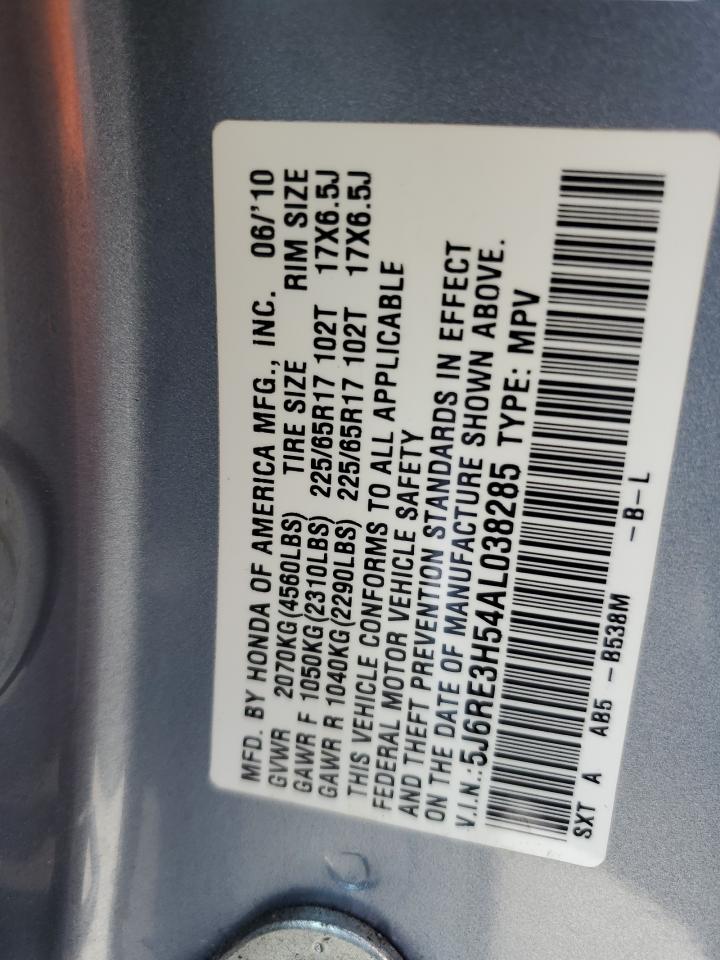 MFD. BY HONDA OF AMERICA MFG., INC. 06/'10
GVWR 2070KG(4560LBS) TIRE SIZE RIM SIZE
GAWR F 1050KG(2310LBS) 225/65R17 102T 17X6.5J
GAWR R 1040KG(2290LBS) 225/65R17 102T 17X6.5J
THIS VEHICLE CONFORMS TO ALL APPLICABLE
FEDERAL MOTOR VEHICLE SAFETY
AND THEFT PREVENTION STANDARDS IN EFFECT
ON THE DATE OF MANUFACTURE SHOWN ABOVE.
V.I.N.:5J6RE3H54AL038285 TYPE: MPV
SXT A AB5 -B538M -B-L